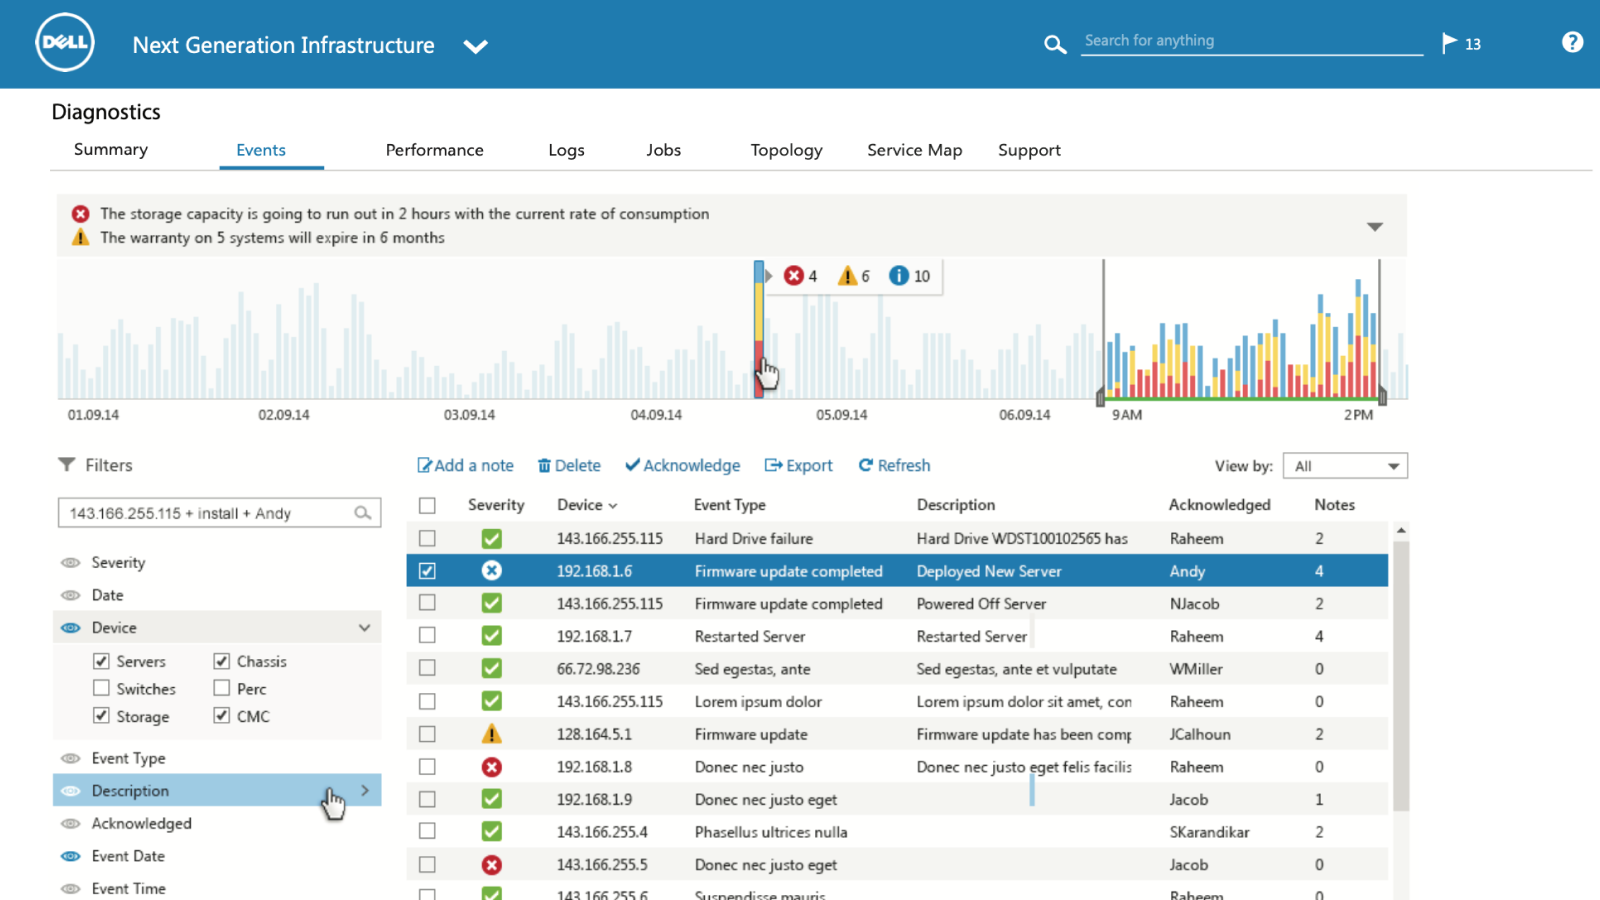 DELL
Next Generation Infrastructure
Search for anything
13
?
Diagnostics
Summary Events Performance Logs Jobs Topology Service Map Support
The storage capacity is going to run out in 2 hours with the current rate of consumption
The warranty on 5 systems will expire in 6 months
4 6 10
01.09.14 02.09.14 03.09.14 04.09.14 05.09.14 06.09.14 9AM 2PM
Filters
143.166.255.115 + install + Andy
Severity
Date
Device
Servers Chassis
Switches Perc
Storage CMC
Event Type
Description
Acknowledged
Event Date
Event Time
Add a note Delete Acknowledge Export Refresh View by: All
Severity Device Event Type Description Acknowledged Notes
143.166.255.115 Hard Drive failure Hard Drive WDST100102565 has Raheem 2
192.168.1.6 Firmware update completed Deployed New Server Andy 4
143.166.255.115 Firmware update completed Powered Off Server NJacob 2
192.168.1.7 Restarted Server Restarted Server Raheem 4
66.72.98.236 Sed egestas, ante Sed egestas, ante et vulputate WMiller 0
143.166.255.115 Lorem ipsum dolor Lorem ipsum dolor sit amet, con Raheem 0
128.164.5.1 Firmware update Firmware update has been comp JCalhoun 2
192.168.1.8 Donec nec justo Donec nec justo eget felis facilis Raheem 0
192.168.1.9 Donec nec justo eget Jacob 1
143.166.255.4 Phasellus ultrices nulla SKarandikar 2
143.166.255.5 Donec nec justo eget Jacob 0
143.166.255.6 Suspendisse mauris Raheem 0